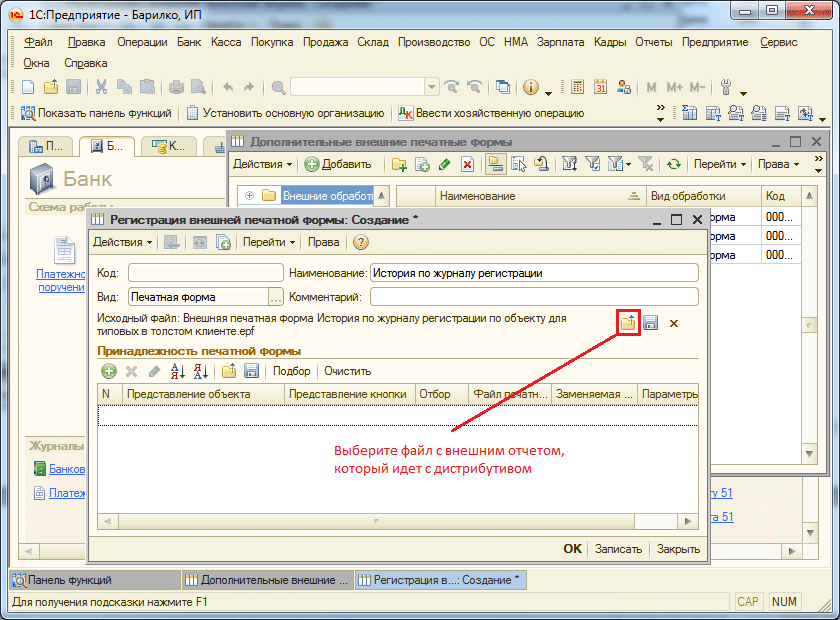 1С:Предприятие - Барилко, ИП
Файл Правка Операции Банк Касса Покупка Продажа Склад Производство ОС НМА Зарплата Кадры Отчеты Предприятие Сервис
Окна Справка
M M+ M-
Показать панель функций Установить основную организацию Ввести хозяйственную операцию
П... Б... К...
Дополнительные внешние печатные формы
Действия Добавить Перейти Права
Банк
Внешние обработ Наименование Вид обработки Код
Схема работы
орма 000...
орма 000...
орма 000...
Платежно
поручени
Регистрация внешней печатной формы: Создание *
Действия Перейти Права
Код: Наименование: История по журналу регистрации
Вид: Печатная форма ... Комментарий:
Исходный файл: Внешняя печатная форма История по журналу регистрации по объекту для
типовых в толстом клиенте.epf
Принадлежность печатной формы
Подбор Очистить
N Представление объекта Представление кнопки Отбор Файл печатн... Заменяемая ... Параметры
Выберите файл с внешним отчетом,
который идет с дистрибутивом
Журналы
Банков
Платеж
ту 51
та 51
OK Записать Закрыть
Панель функций Дополнительные внешние ... Регистрация в...: Создание *
Для получения подсказки нажмите F1 CAP NUM